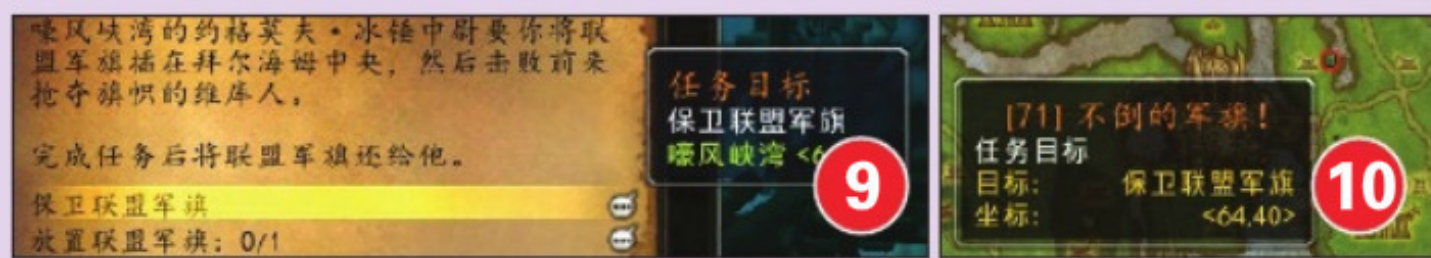 嚎风峡湾的约格莫夫·冰锤中尉要你将联
盟军旗插在拜尔海姆中央，然后击败前来
抢夺旗帜的维库人。
完成任务后将联盟军旗还给他。
保卫联盟军旗
放置联盟军旗：0/1
任务目标
保卫联盟军旗
嚎风峡湾 <6
9
[71] 不倒的军旗！
任务目标
目标： 保卫联盟军旗
坐标： <64,40>
10